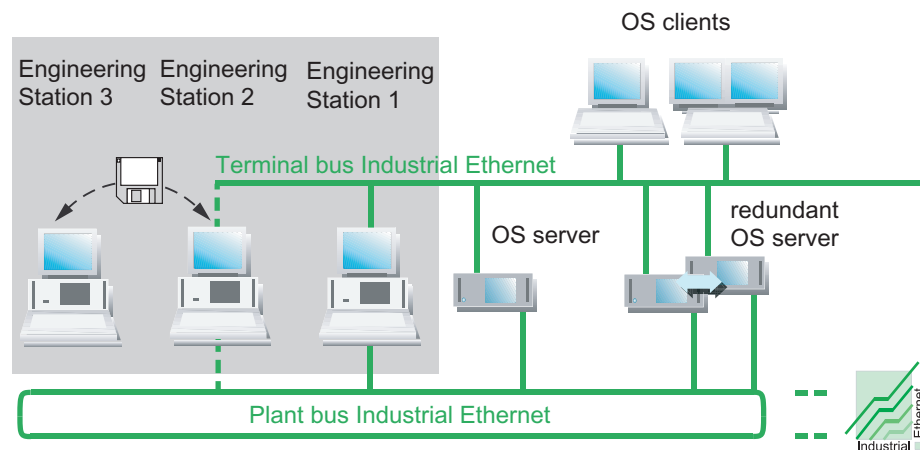 OS clients
Engineering
Station 3
Engineering
Station 2
Engineering
Station 1
Terminal bus Industrial Ethernet
OS server
redundant
OS server
Plant bus Industrial Ethernet
Industrial
Ethernet